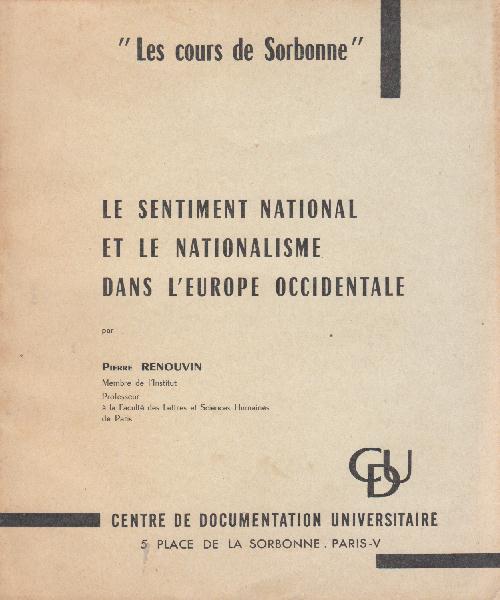 "Les cours de Sorbonne"
LE SENTIMENT NATIONAL
ET LE NATIONALISME
DANS L'EUROPE OCCIDENTALE
par
PIERRE RENOUVIN
Membre de l'Institut
Professeur
à la Faculté des Lettres et Sciences Humaines
de Paris
CDU
CENTRE DE DOCUMENTATION UNIVERSITAIRE
5 PLACE DE LA SORBONNE . PARIS-V